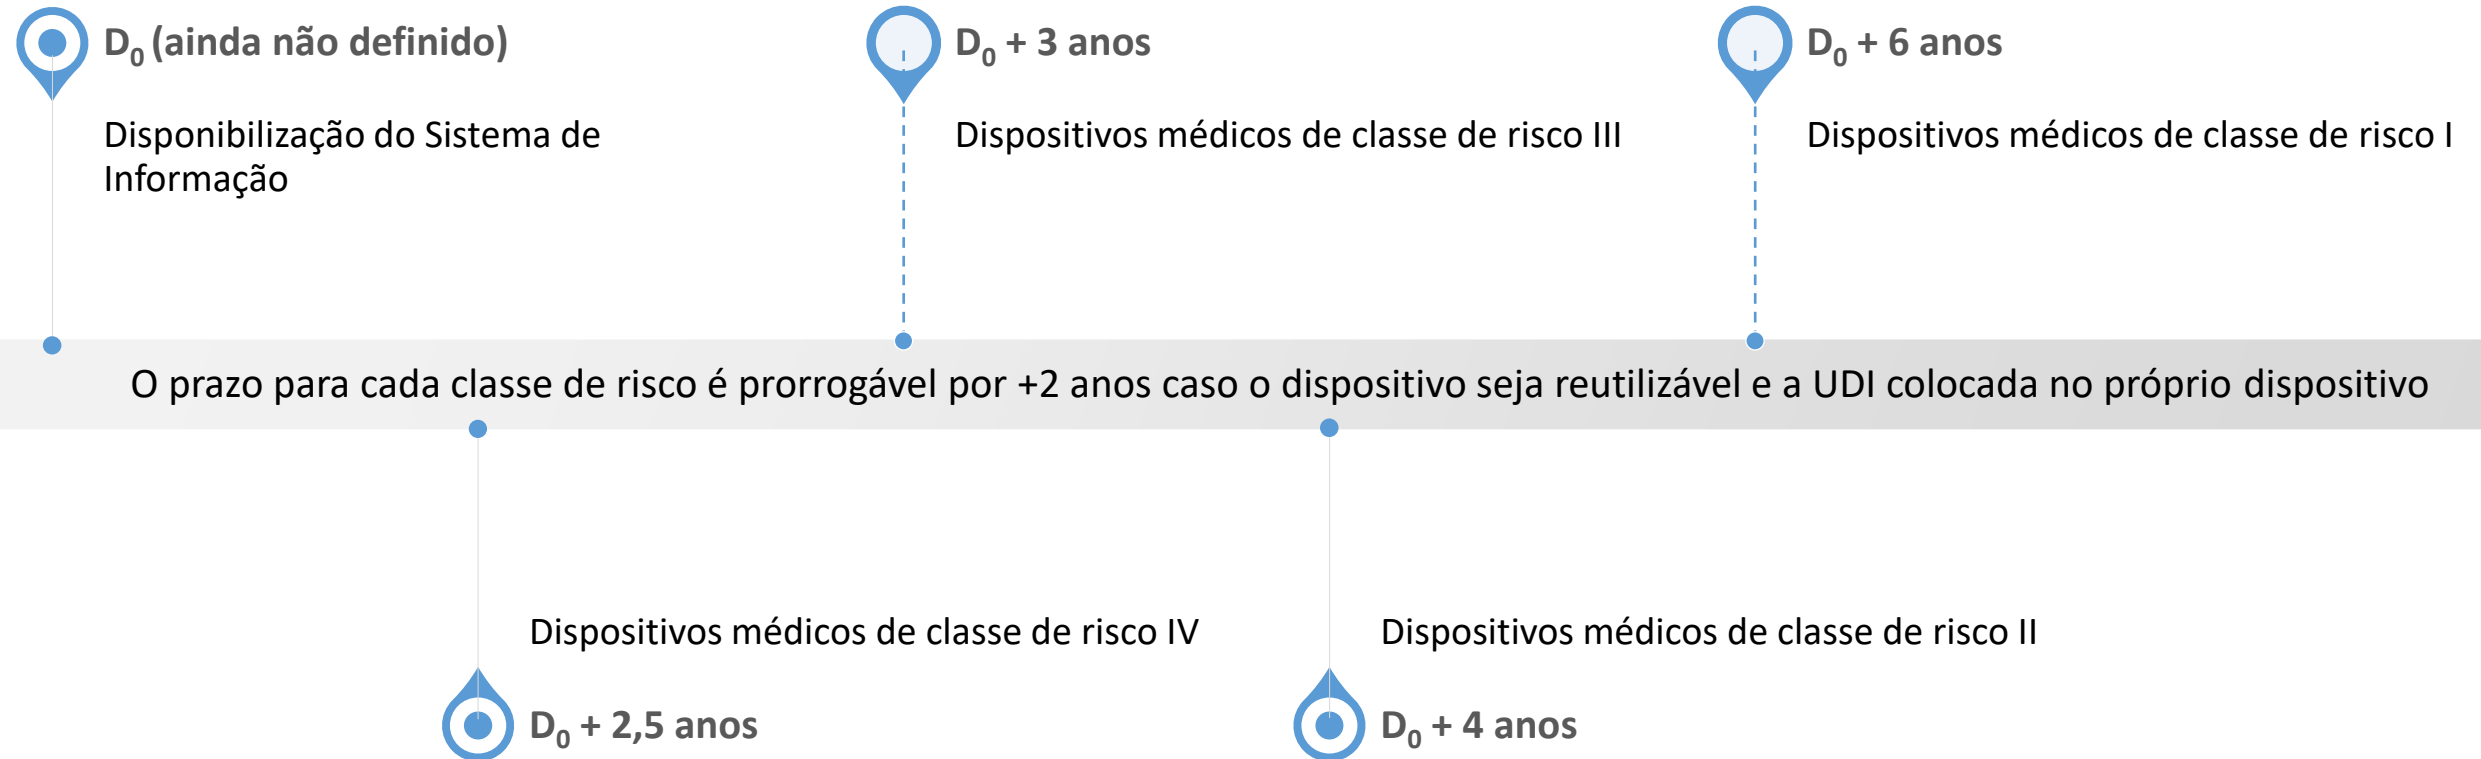 D0 (ainda não definido)
Disponibilização do Sistema de
Informação
D0 + 3 anos
Dispositivos médicos de classe de risco III
D0 + 6 anos
Dispositivos médicos de classe de risco I
O prazo para cada classe de risco é prorrogável por +2 anos caso o dispositivo seja reutilizável e a UDI colocada no próprio dispositivo
Dispositivos médicos de classe de risco IV
D0 + 2,5 anos
Dispositivos médicos de classe de risco II
D0 + 4 anos